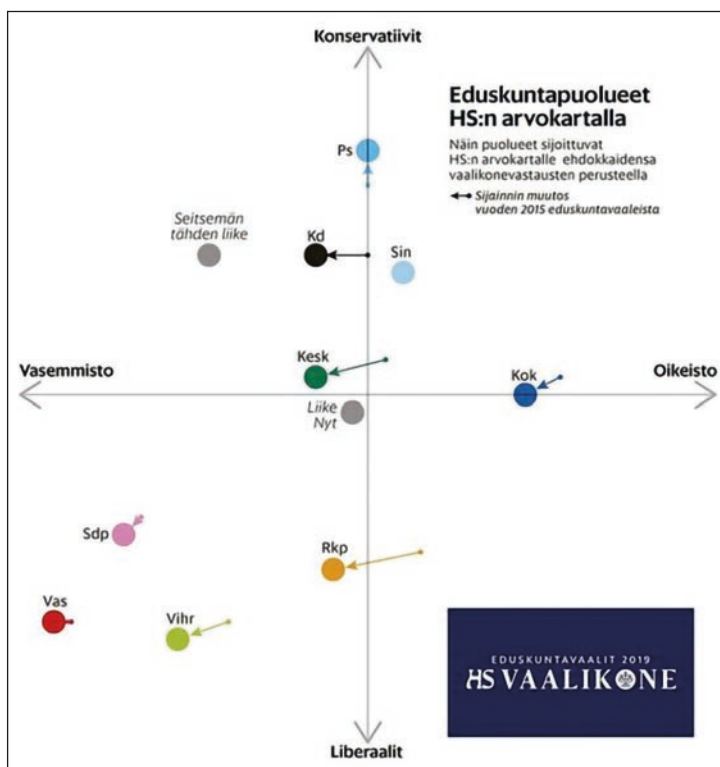 Konservatiivit
Eduskuntapuolueet
HS:n arvokartalla
Näin puolueet sijoittuvat
HS:n arvokartalle ehdokkaidensa
vaalikonevastausten perusteella
Sijainnin muutos
vuoden 2015 eduskuntavaaleista
Ps
Seitsemän
tähden liike
Kd
Sin
Kesk
Vasemmisto
Kok
Oikeisto
Liike
Nyt
Sdp
Rkp
Vas
Vihr
EDUSKUNTAVAALIT 2019
HS VAALIKONE
Liberaalit